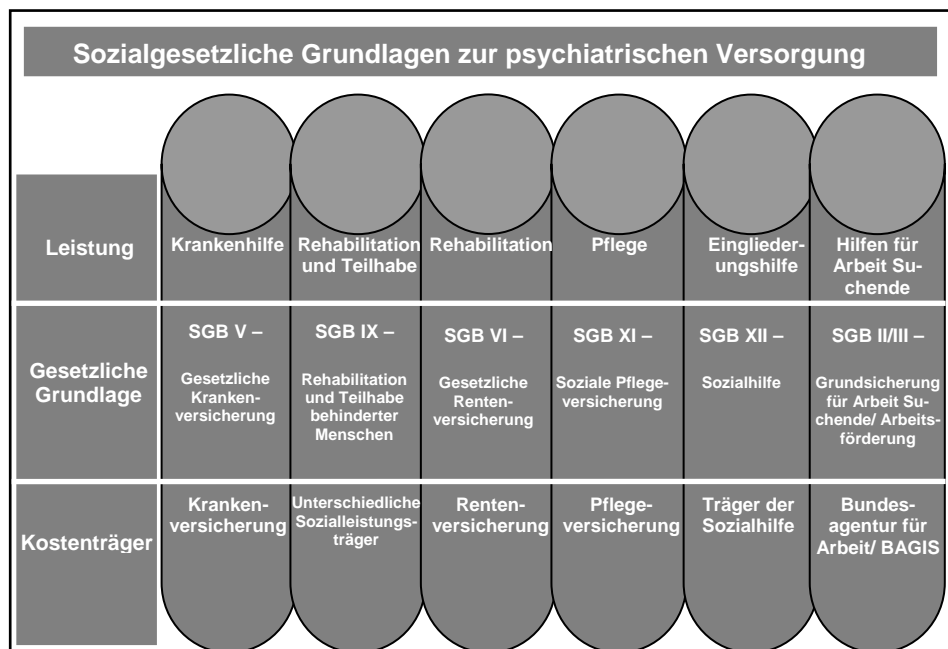 Sozialgesetzliche Grundlagen zur psychiatrischen Versorgung
Leistung
Krankenhilfe
Rehabilitation
und Teilhabe
Rehabilitation
Pflege
Einglieder-
ungshilfe
Hilfen für
Arbeit Su-
chende
Gesetzliche
Grundlage
SGB V –
Gesetzliche
Kranken-
versicherung
SGB IX –
Rehabilitation
und Teilhabe
behinderter
Menschen
SGB VI –
Gesetzliche
Renten-
versicherung
SGB XI –
Soziale Pflege-
versicherung
SGB XII –
Sozialhilfe
SGB II/III –
Grundsicherung
für Arbeit Su-
chende/ Arbeits-
förderung
Kostenträger
Kranken-
versicherung
Unterschiedliche
Sozialleistungs-
träger
Renten-
versicherung
Pflege-
versicherung
Träger der
Sozialhilfe
Bundes-
agentur für
Arbeit/ BAGIS